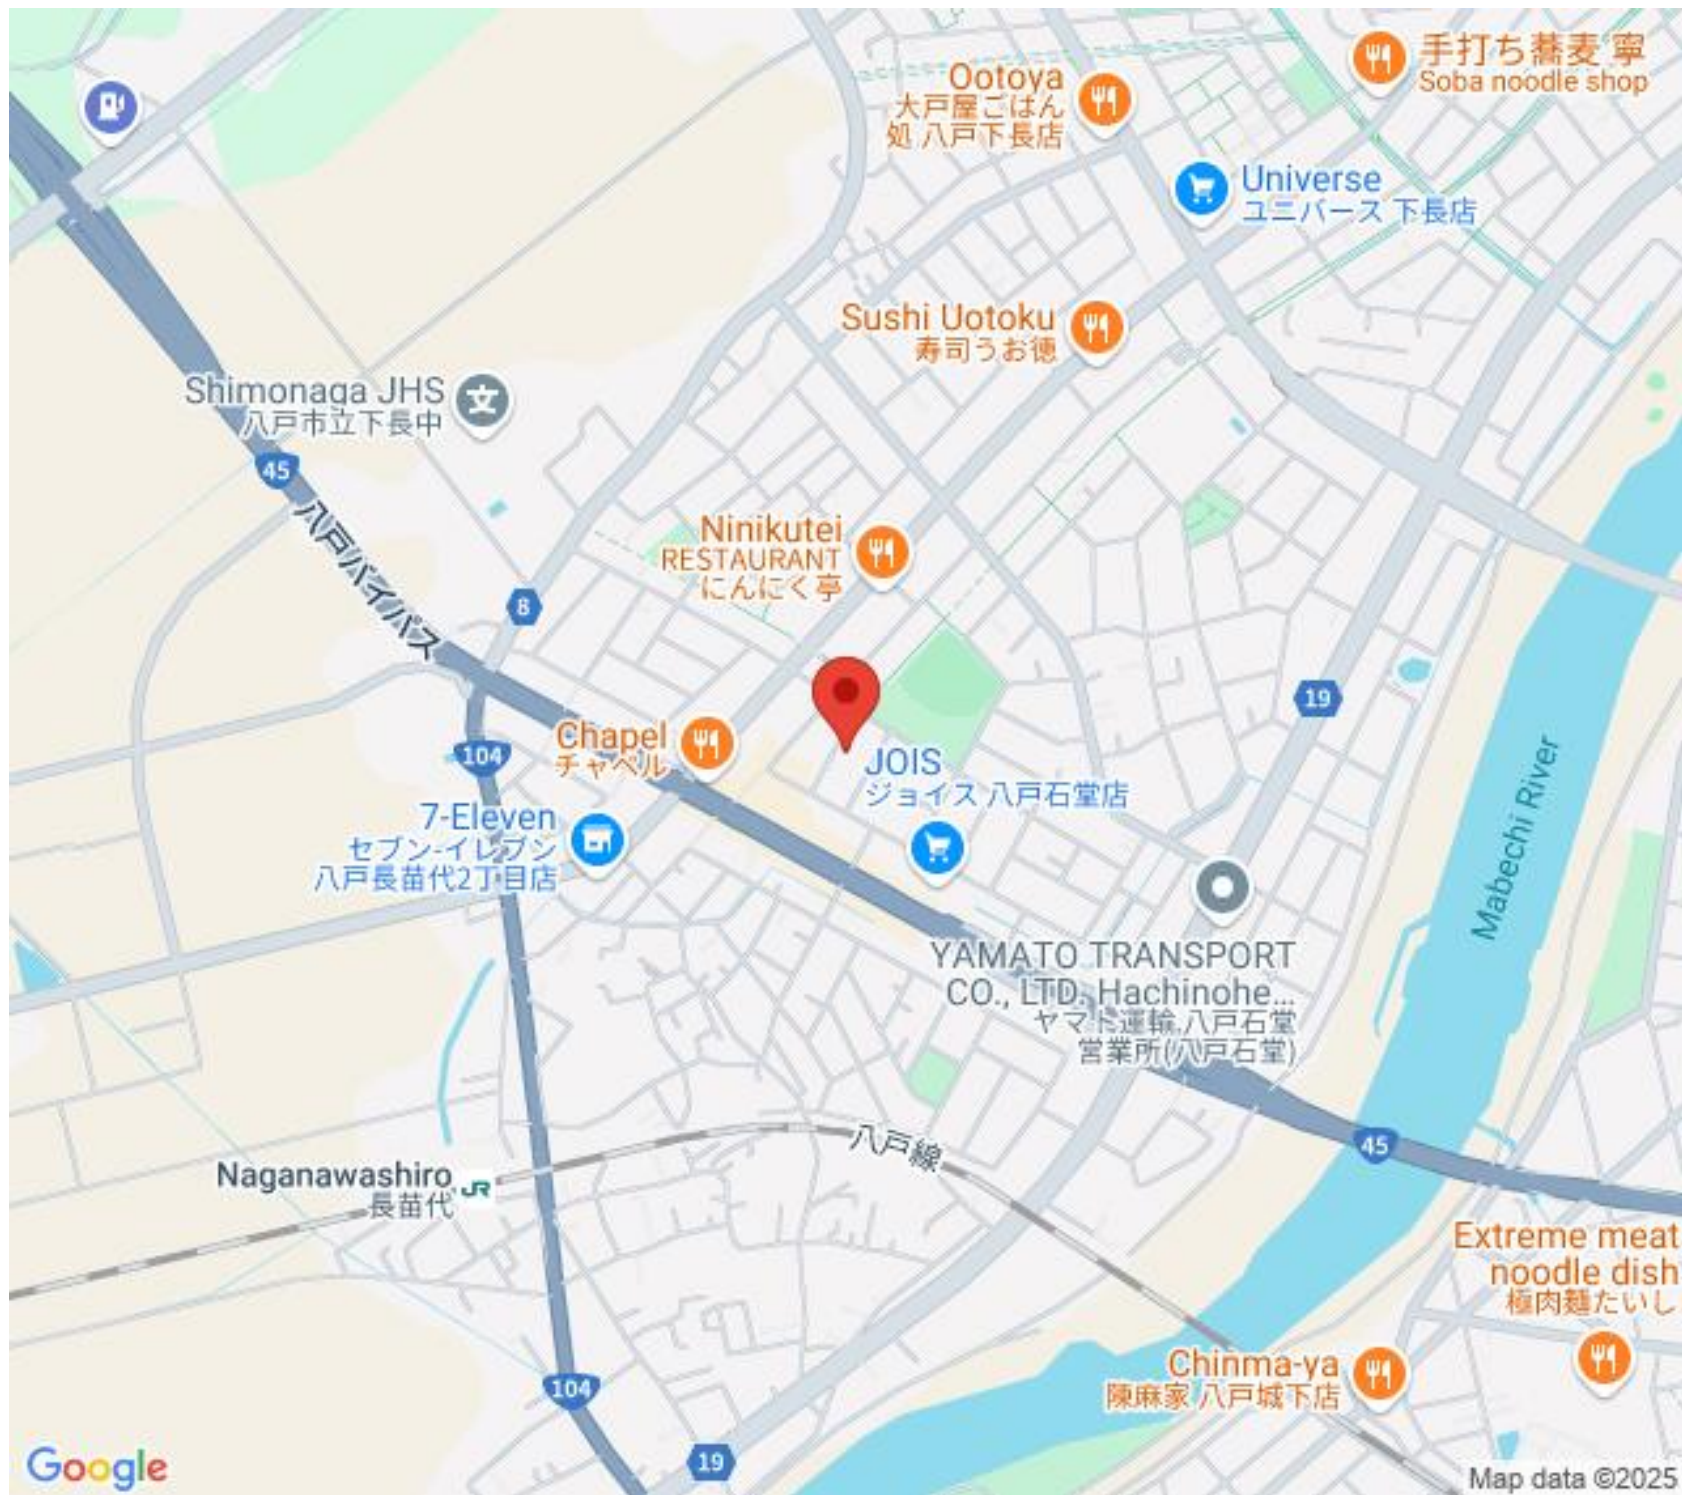 手打ち蕎麦 寧
Soba noodle shop
Ootoya
大戸屋ごはん
処 八戸下長店
Universe
ユニバース 下長店
Sushi Uotoku
寿司うお徳
Shimonaga JHS
八戸市立下長中
文
45
八戸バイパス
Ninikutei
RESTAURANT
にんにく亭
8
19
Chapel
チャペル
104
JOIS
ジョイス 八戸石堂店
7-Eleven
セブン-イレブン
八戸長苗代2丁目店
Mabechi River
YAMATO TRANSPORT
CO., LTD. Hachinohe...
ヤマト運輸 八戸石堂
営業所(八戸石堂)
八戸線
45
Naganawashiro
長苗代
JR
Extreme meat
noodle dish
極肉麺たいし
Chinma-ya
陳麻家 八戸城下店
104
19
Google
Map data ©2025